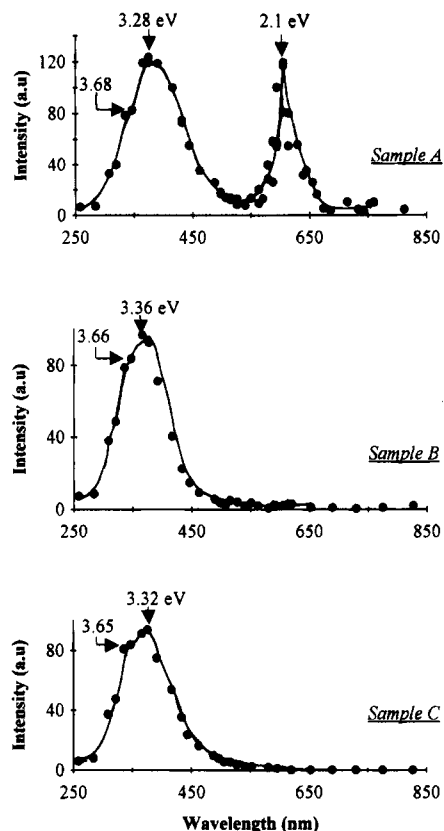 3.28 eV
2.1 eV
3.68
120
80
40
0
Intensity (a.u)
Sample A
250
450
650
850
3.36 eV
3.66
80
40
0
Intensity (a.u)
Sample B
250
450
650
850
3.32 eV
3.65
80
40
0
Intensity (a.u)
Sample C
250
450
650
850
Wavelength (nm)